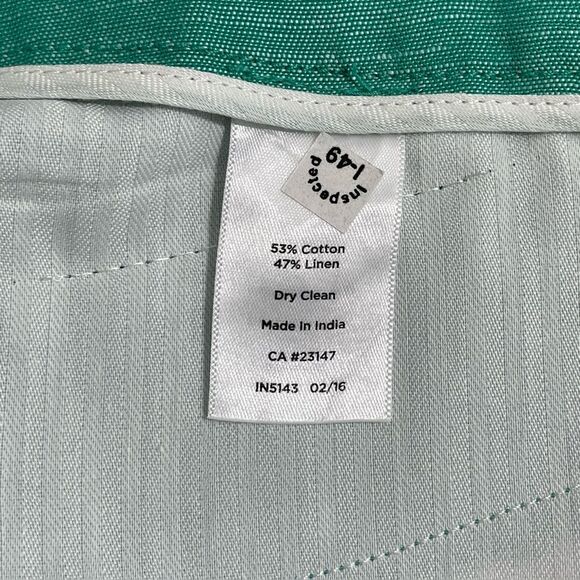 Inspected
I-49
53% Cotton
47% Linen
Dry Clean
Made In India
CA #23147
IN5143 02/16